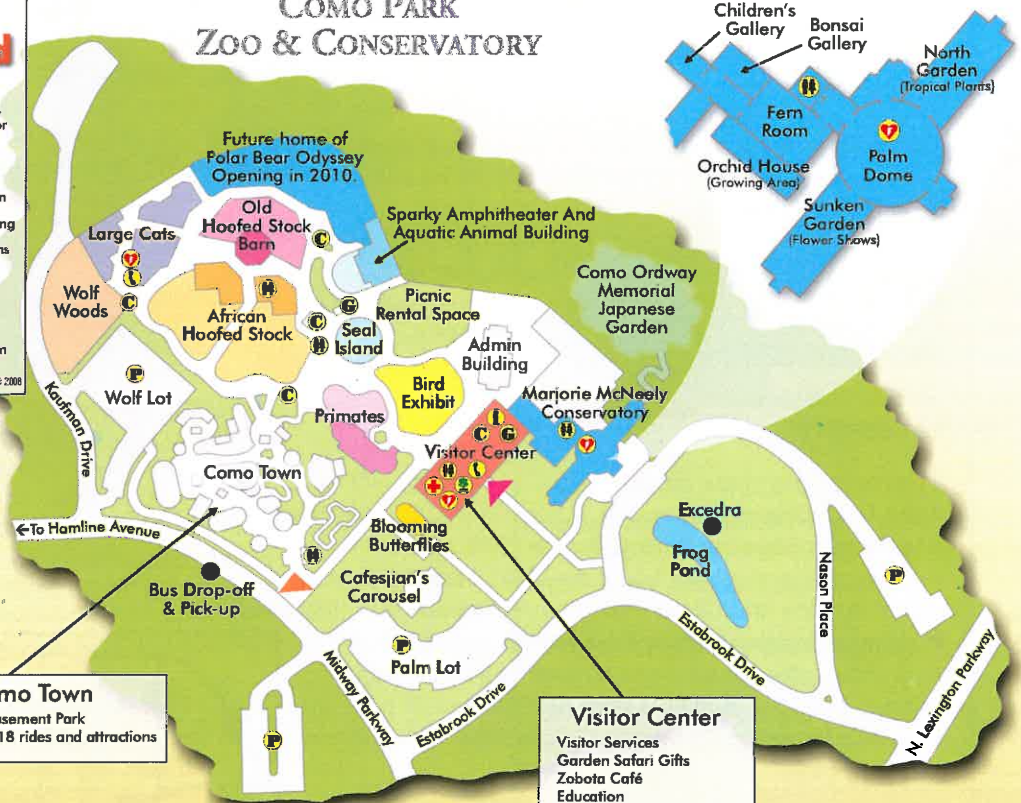 COMO PARK
ZOO & CONSERVATORY
Children's
Gallery
Bonsai
Gallery
North
Garden
(Tropical Plants)
Fern
Room
Palm
Dome
Orchid House
(Growing Area)
Sunken
Garden
(Flower Shows)
Future home of
Polar Bear Odyssey
Opening in 2010.
Large Cats
Old
Hoofed Stock
Barn
C
Sparky Amphitheater And
Aquatic Animal Building
Wolf
Woods
C
African
Hoofed Stock
G
C
Seal
Island
Picnic
Rental Space
Como Ordway
Memorial
Japanese
Garden
Admin
Building
2008
P
Wolf Lot
C
Primates
Bird
Exhibit
Marjorie McNeely
Conservatory
Kaufman Drive
C
G
Visitor Center
Como Town
Blooming
Butterflies
←To Hamline Avenue
Excedra
Frog
Pond
Bus Drop-off
& Pick-up
Cafesjian's
Carousel
P
Nason Place
P
Palm Lot
Estabrook Drive
Midway Parkway
Estabrook Drive
N. Lexington Parkway
P
mo Town
usement Park
18 rides and attractions
Visitor Center
Visitor Services
Garden Safari Gifts
Zobota Café
Education